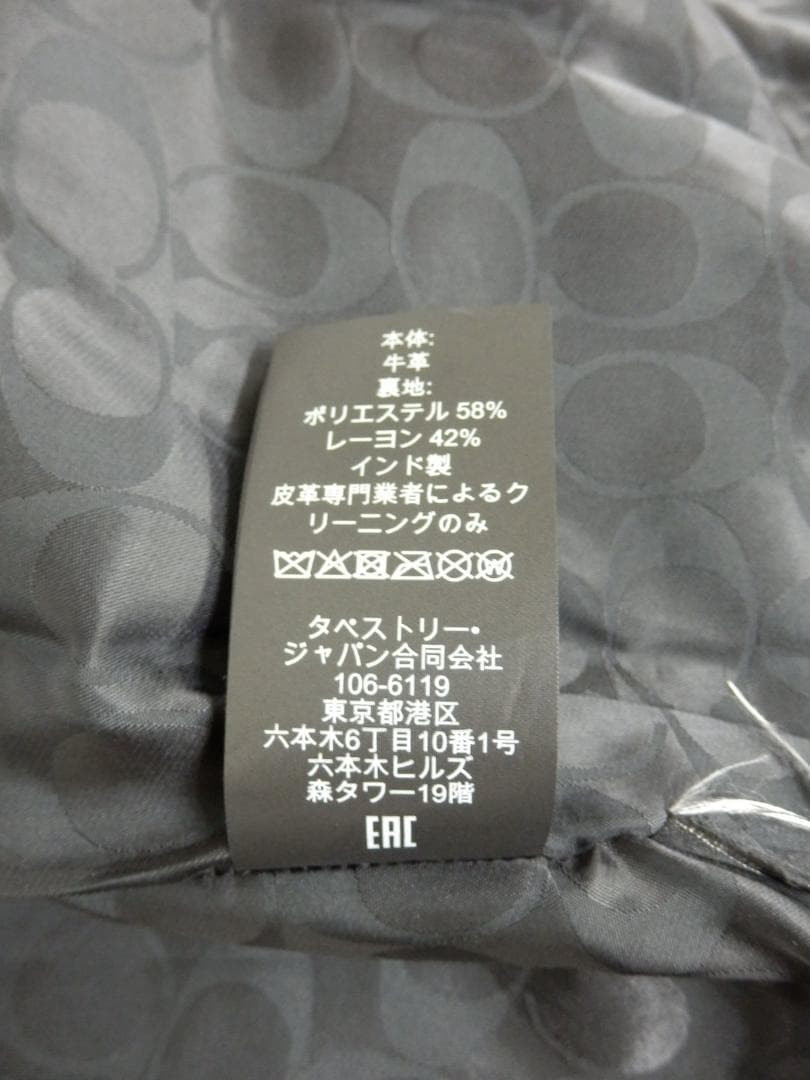 本体:
牛革
裏地:
ポリエステル 58%
レーヨン 42%
インド製
皮革専門業者によるク
リーニングのみ
W
タペストリー・
ジャパン合同会社
106-6119
東京都港区
六本木6丁目10番1号
六本木ヒルズ
森タワー19階
EAC